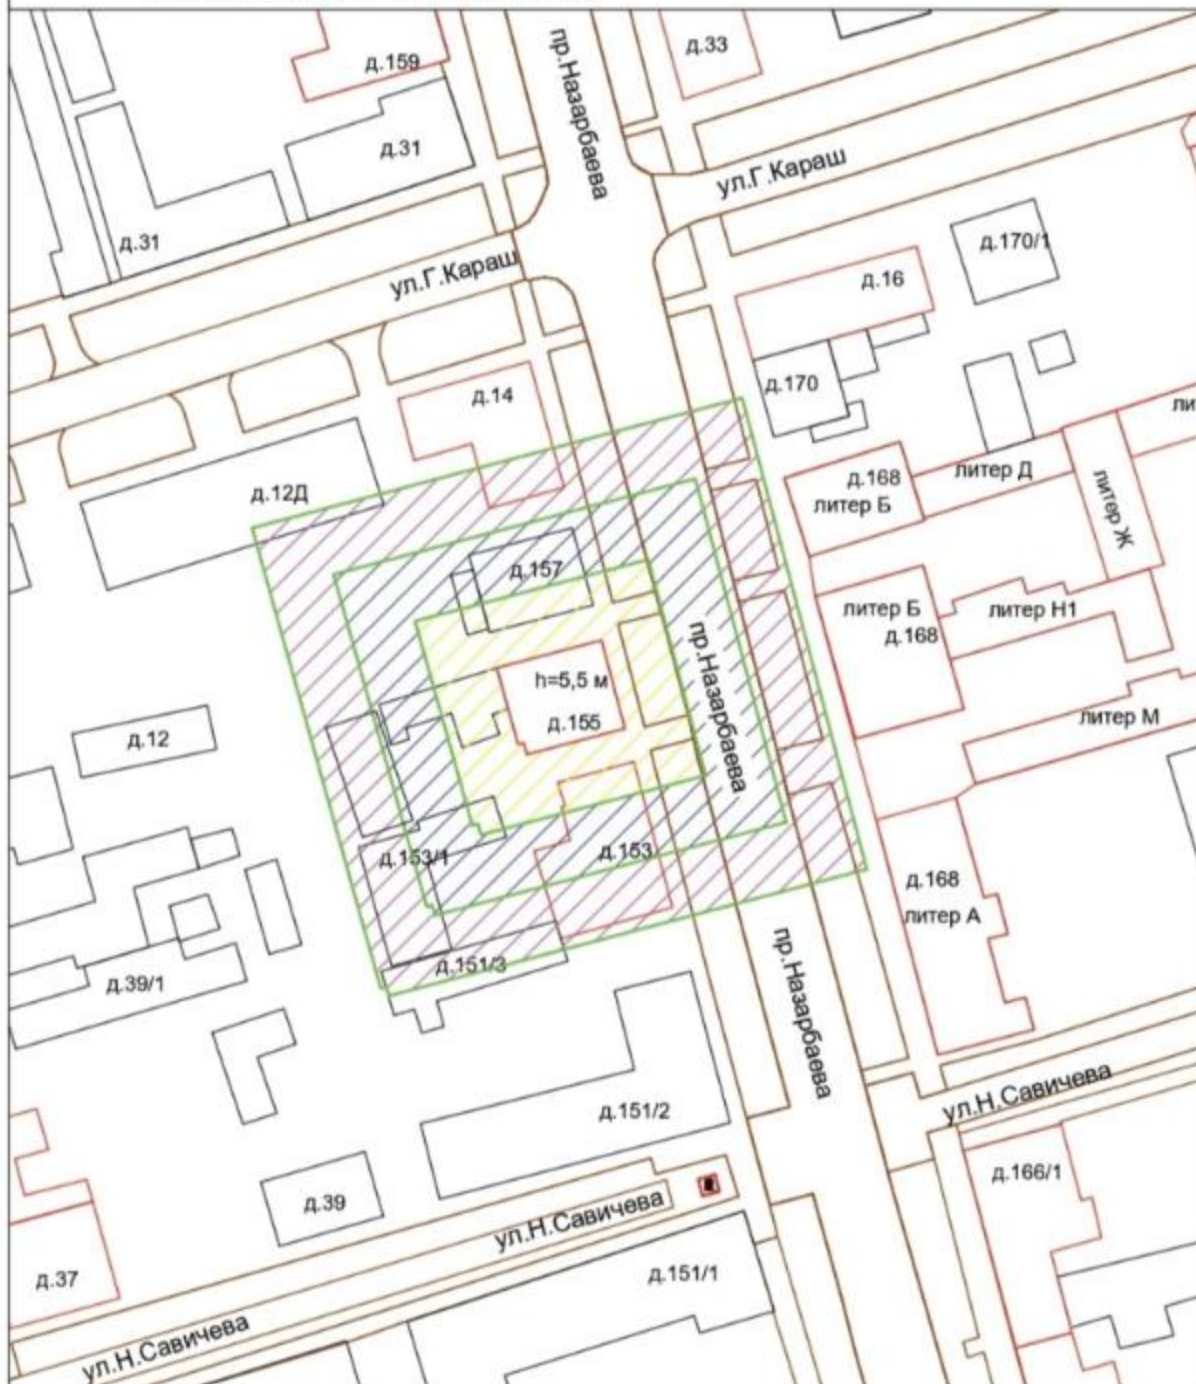 пр.Назарбаева
д.33
д.159
д.31
ул.Г.Караш
д.31
д.170/1
ул.Г.Караш
д.16
д.170
д.14
ли
литер Д
д.168
литер Б
д.12Д
литер Ж
д.157
литер Б
д.168
литер Н1
пр.Назарбаева
h=5,5 м
д.155
литер М
д.12
д.153
д.153/1
д.168
литер А
д.151/3
д.39/1
пр.Назарбаева
ул.Н.Савичева
д.151/2
д.166/1
д.39
ул.Н.Савичева
д.37
д.151/1
ул.Н.Савичева